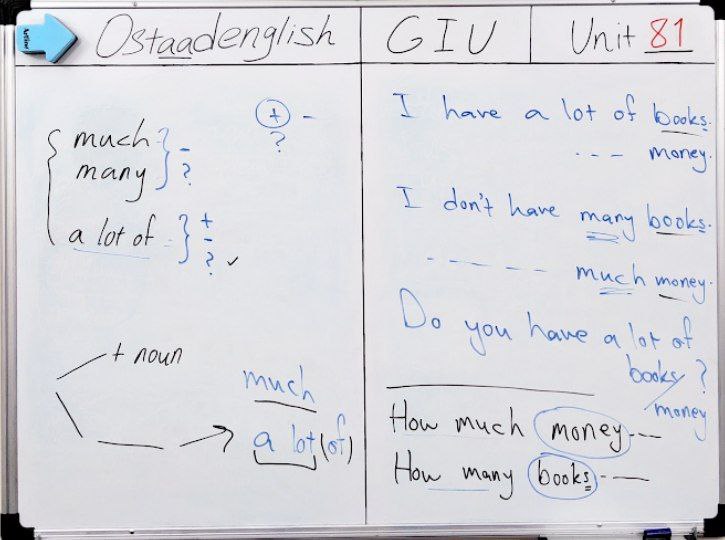 Ostaadenglish
GIU
Unit 81
+ -
?
much
many
-
?
a lot of
+
-
?
+ noun
much
a lot (of)
I have a lot of books.
--- money.
I don't have many books.
----- much money.
Do you have a lot of
books ?
money
How much money---
How many books---